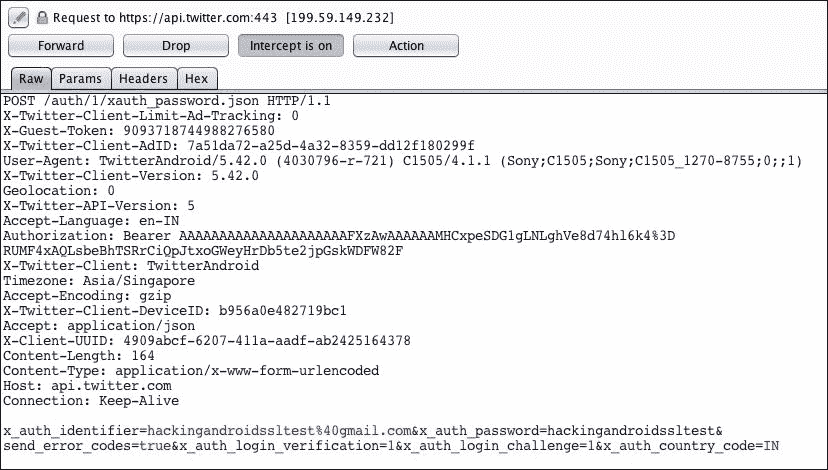 Request to https://api.twitter.com:443 [199.59.149.232]
Forward Drop Intercept is on Action
Raw Params Headers Hex
POST /auth/1/xauth_password.json HTTP/1.1
X-Twitter-Client-Limit-Ad-Tracking: 0
X-Guest-Token: 9093718744988276580
X-Twitter-Client-AdID: 7a51da72-a25d-4a32-8359-dd12f180299f
User-Agent: TwitterAndroid/5.42.0 (4030796-r-721) C1505/4.1.1 (Sony;C1505;Sony;C1505_1270-8755;0;;1)
X-Twitter-Client-Version: 5.42.0
Geolocation: 0
X-Twitter-API-Version: 5
Accept-Language: en-IN
Authorization: Bearer AAAAAAAAAAAAAAAAAAAAAFXzAwAAAAAAMHCxpeSDG1gLNLghVe8d74hl6k4%3D
RUMF4xAQLsbeBhTSRrCiQpJtxoGWeyHrDb5te2jpGskWDFW82F
X-Twitter-Client: TwitterAndroid
Timezone: Asia/Singapore
Accept-Encoding: gzip
X-Twitter-Client-DeviceID: b956a0e482719bc1
Accept: application/json
X-Client-UUID: 4909abcf-6207-411a-aadf-ab2425164378
Content-Length: 164
Content-Type: application/x-www-form-urlencoded
Host: api.twitter.com
Connection: Keep-Alive
x_auth_identifier=hackingandroidssltest%40gmail.com&x_auth_password=hackingandroidssltest&
send_error_codes=true&x_auth_login_verification=1&x_auth_login_challenge=1&x_auth_country_code=IN